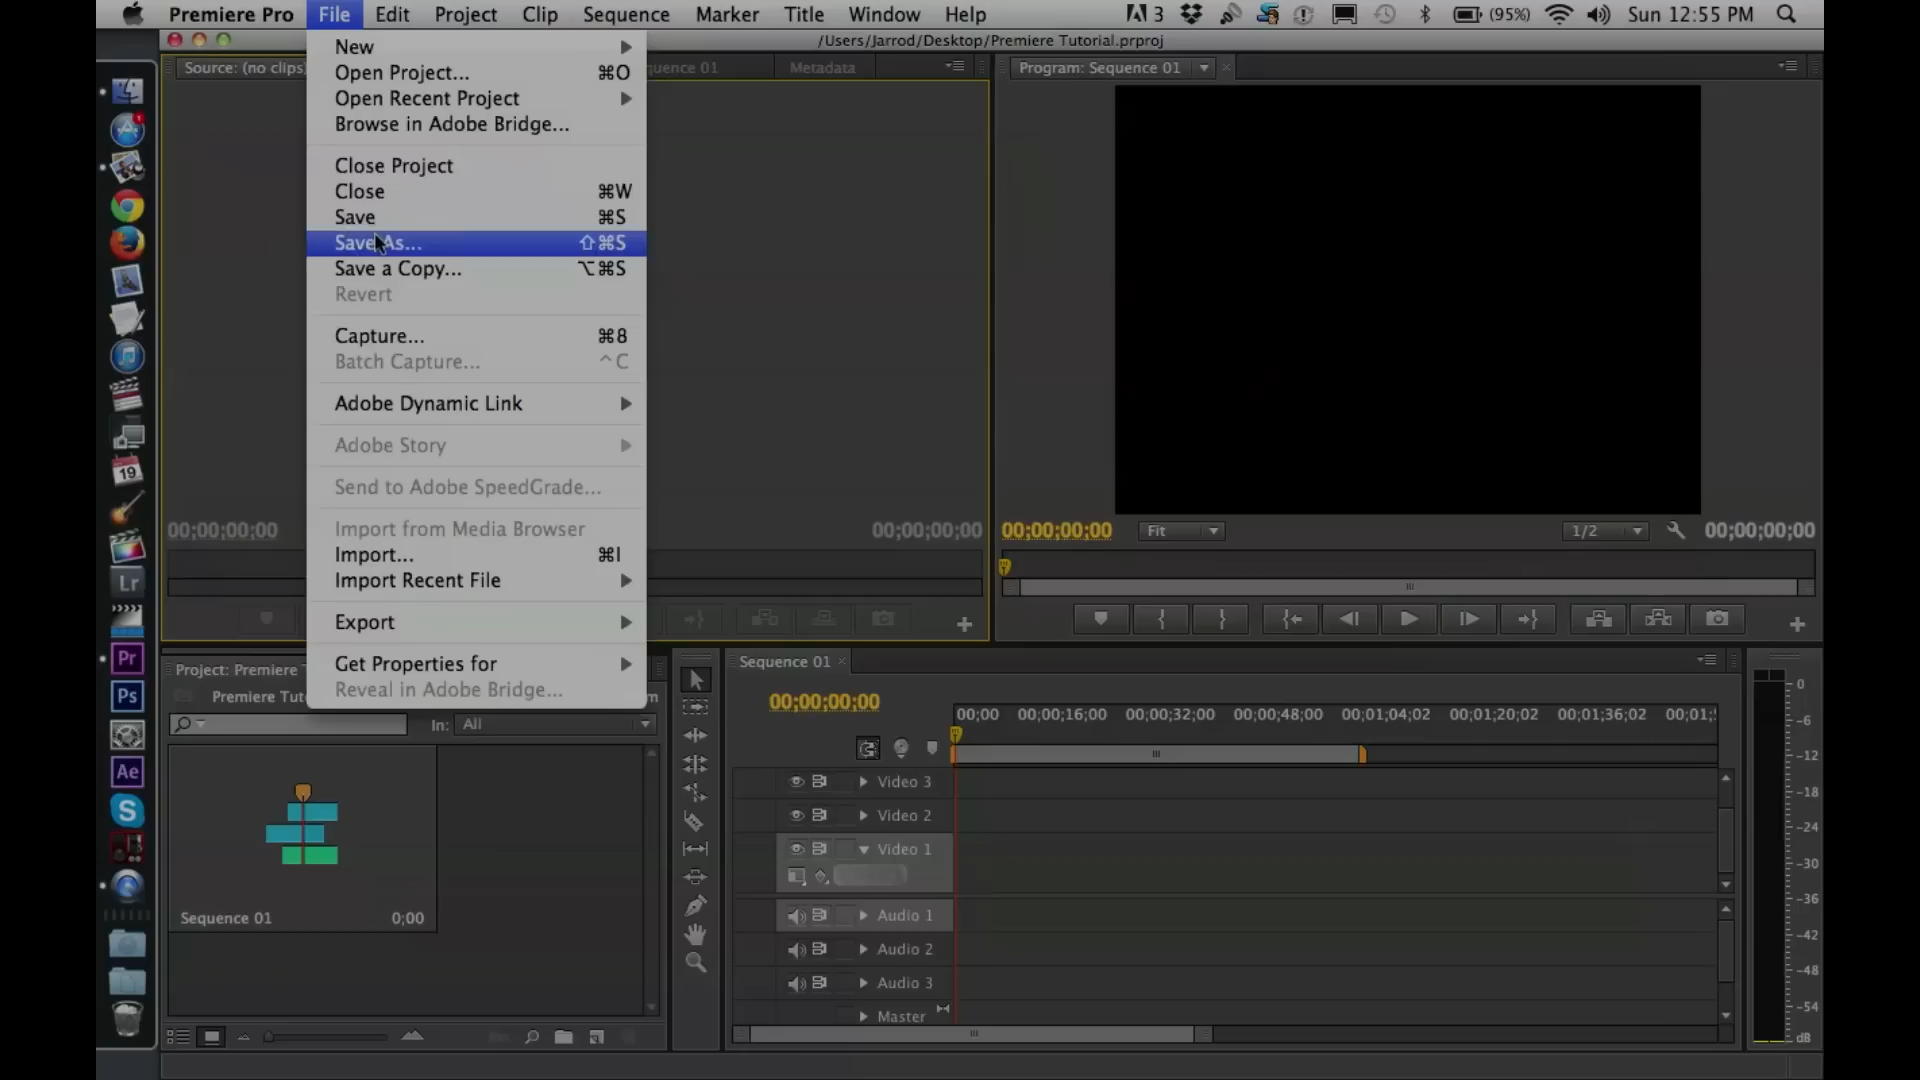 Premiere Pro File Edit Project Clip Sequence Marker Title Window Help 3 (95%) Sun 12:55 PM
/Users/Jarrod/Desktop/Premiere Tutorial.prproj
Source: (no clips) quence 01 Metadata Program: Sequence 01
New
Open Project... ⌘O
Open Recent Project
Browse in Adobe Bridge...
Close Project
Close ⌘W
Save ⌘S
Save As... ⇧⌘S
Save a Copy... ⌥⌘S
Revert
Capture... ⌘8
Batch Capture... ^C
Adobe Dynamic Link
Adobe Story
Send to Adobe SpeedGrade...
Import from Media Browser
Import... ⌘I
Import Recent File
Export
Get Properties for
Reveal in Adobe Bridge...
19
Lr
Pr
Ps
Ae
S
00;00;00;00 00;00;00;00
00;00;00;00 Fit 1/2 00;00;00;00
Project: Premiere T
Premiere Tut m
In: All
Sequence 01 0;00
Sequence 01
00;00;00;00
00;00 00;00;16;00 00;00;32;00 00;00;48;00 00;01;04;02 00;01;20;02 00;01;36;02 00;01;
Video 3
Video 2
Video 1
Audio 1
Audio 2
Audio 3
Master
0
-6
-12
-18
-24
-30
-36
-42
-48
-54
dB